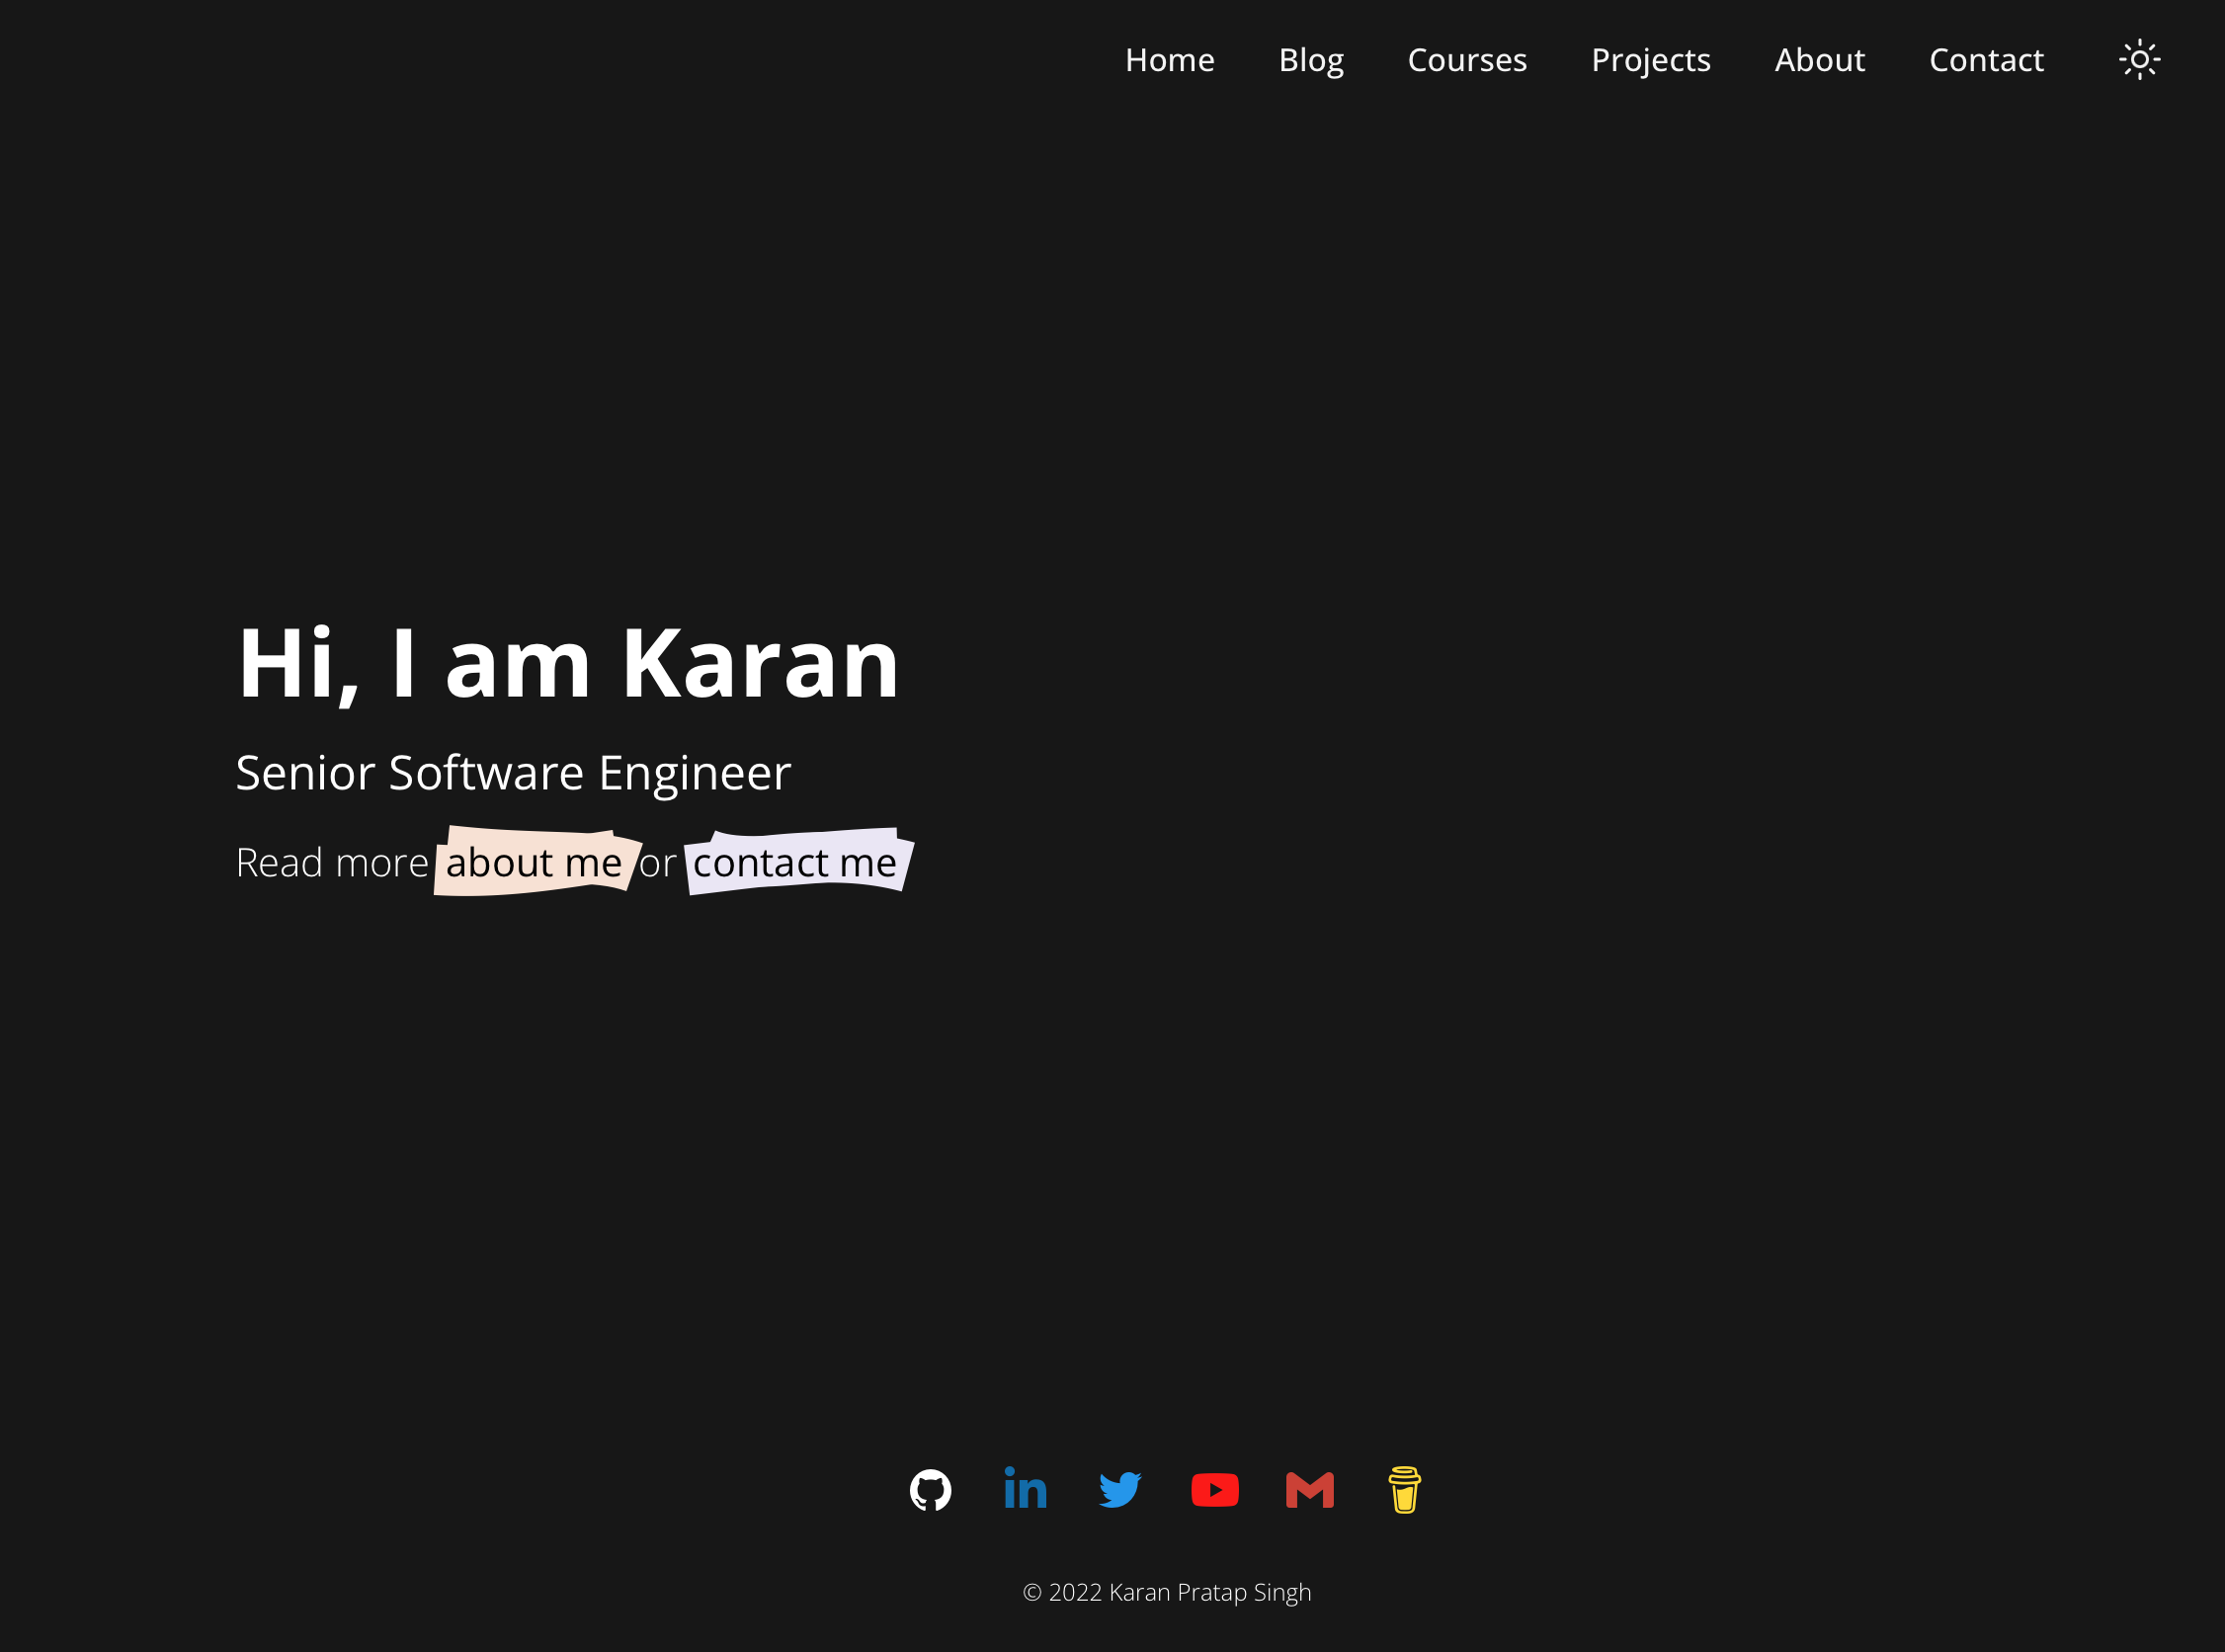 Home Blog Courses Projects About Contact
Hi, I am Karan
Senior Software Engineer
Read more about me or contact me
© 2022 Karan Pratap Singh